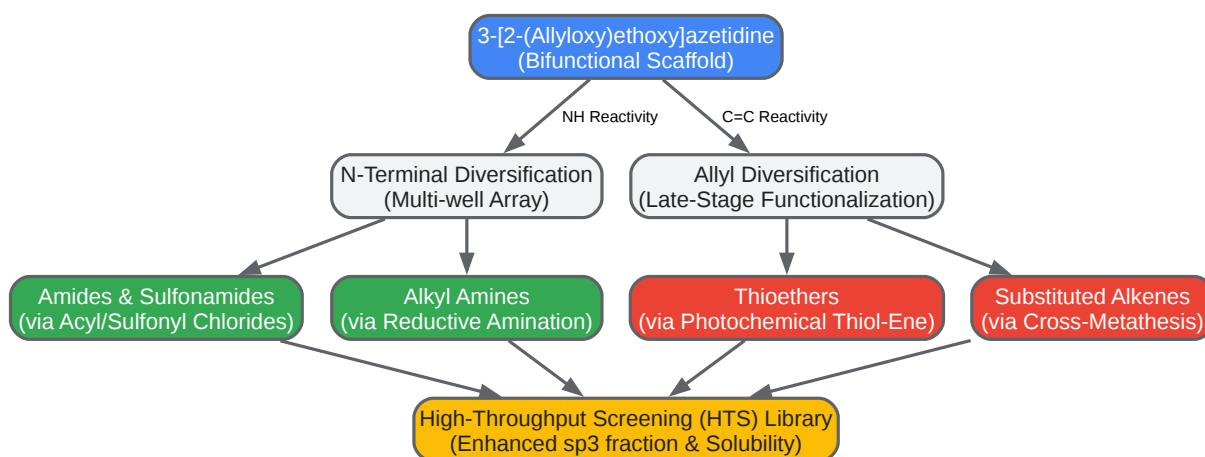 3-[2-(Allyloxy)ethoxy]azetidine
(Bifunctional Scaffold)
NH Reactivity
C=C Reactivity
N-Terminal Diversification
(Multi-well Array)
Allyl Diversification
(Late-Stage Functionalization)
Amides & Sulfonamides
(via Acyl/Sulfonyl Chlorides)
Alkyl Amines
(via Reductive Amination)
Thioethers
(via Photochemical Thiol-Ene)
Substituted Alkenes
(via Cross-Metathesis)
High-Throughput Screening (HTS) Library
(Enhanced sp3 fraction & Solubility)